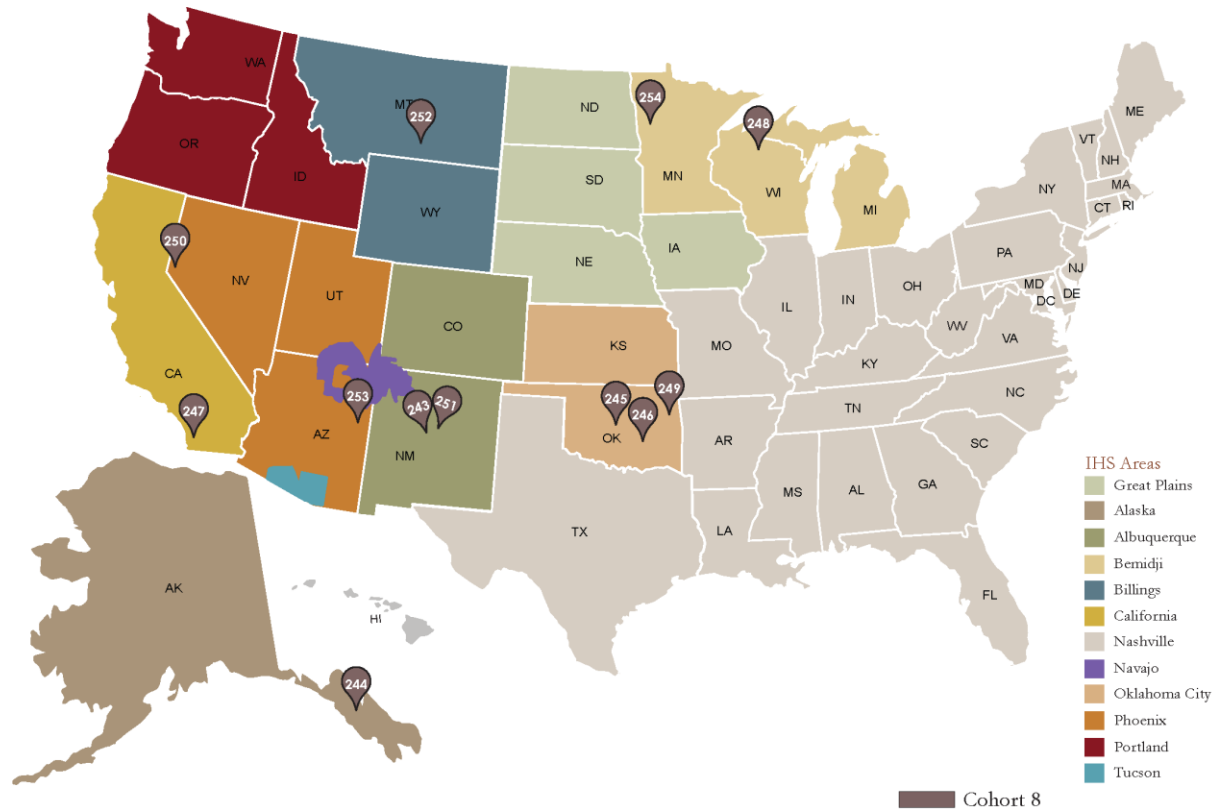 WA
MT
252
ND
254
248
ME
OR
ID
VT
NH
SD
MN
WI
NY
MA
WY
MI
CT
RI
250
IA
PA
NE
NV
UT
OH
NJ
MD
DE
IL
IN
DC
CO
WV
VA
KS
MO
KY
CA
253
243
251
249
NC
247
245
246
TN
AZ
OK
AR
SC
NM
MS
AL
GA
TX
LA
FL
AK
HI
244
IHS Areas
Great Plains
Alaska
Albuquerque
Bemidji
Billings
California
Nashville
Navajo
Oklahoma City
Phoenix
Portland
Tucson
Cohort 8